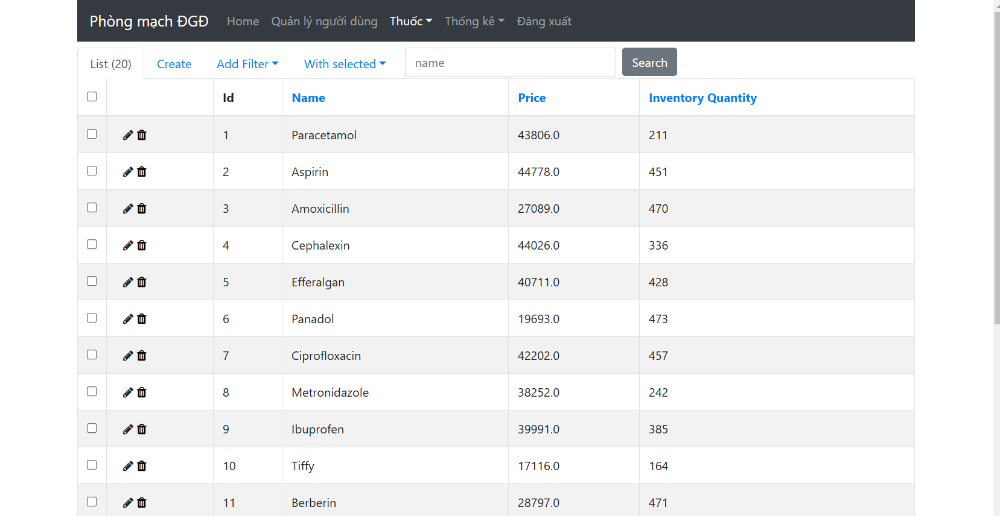 Phòng mạch ĐGĐ Home Quản lý người dùng Thuốc Thống kê Đăng xuất
List (20) Create Add Filter With selected name Search
Id Name Price Inventory Quantity
1 Paracetamol 43806.0 211
2 Aspirin 44778.0 451
3 Amoxicillin 27089.0 470
4 Cephalexin 44026.0 336
5 Efferalgan 40711.0 428
6 Panadol 19693.0 473
7 Ciprofloxacin 42202.0 457
8 Metronidazole 38252.0 242
9 Ibuprofen 39991.0 385
10 Tiffy 17116.0 164
11 Berberin 28797.0 471